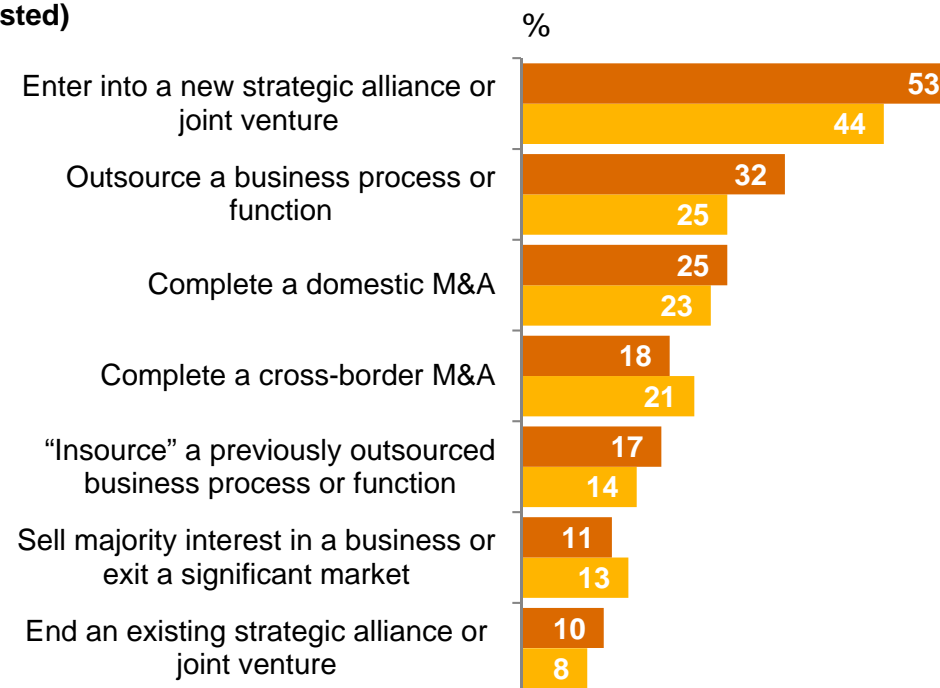 sted)
%
Enter into a new strategic alliance or
joint venture
53
44
Outsource a business process or
function
32
25
Complete a domestic M&A
25
23
Complete a cross-border M&A
18
21
“Insource” a previously outsourced
business process or function
17
14
Sell majority interest in a business or
exit a significant market
11
13
End an existing strategic alliance or
joint venture
10
8